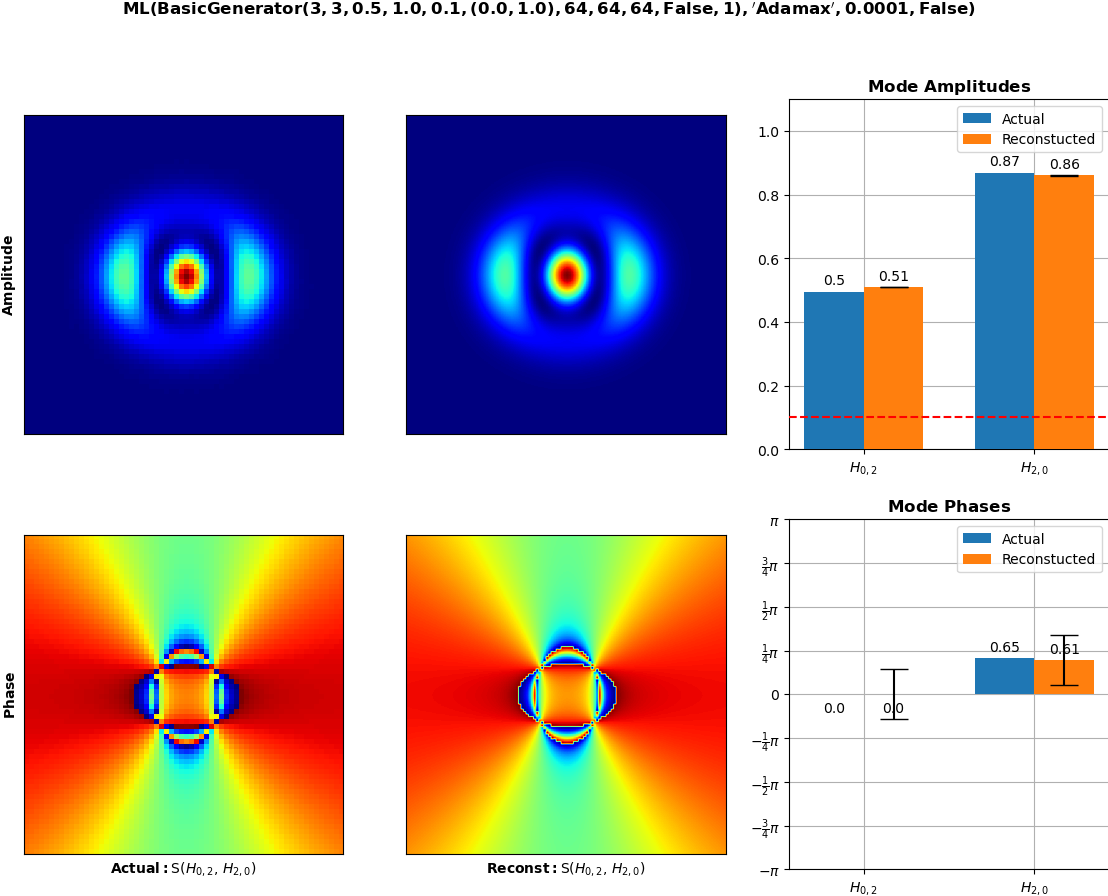 ML(BasicGenerator(3, 3, 0.5, 1.0, 0.1, (0.0, 1.0), 64, 64, 64, False, 1), ′Adamax′, 0.0001, False)
Mode Amplitudes
Actual
Reconstucted
1.0
0.8
0.6
0.4
0.2
0.0
0.5
0.51
0.87
0.86
H0, 2
H2, 0
Amplitude
Mode Phases
Actual
Reconstucted
π
3/4π
1/2π
1/4π
0
−1/4π
−1/2π
−3/4π
−π
0.0
0.0
0.65
0.61
H0, 2
H2, 0
Phase
Actual: S(H0, 2, H2, 0)
Reconst: S(H0, 2, H2, 0)